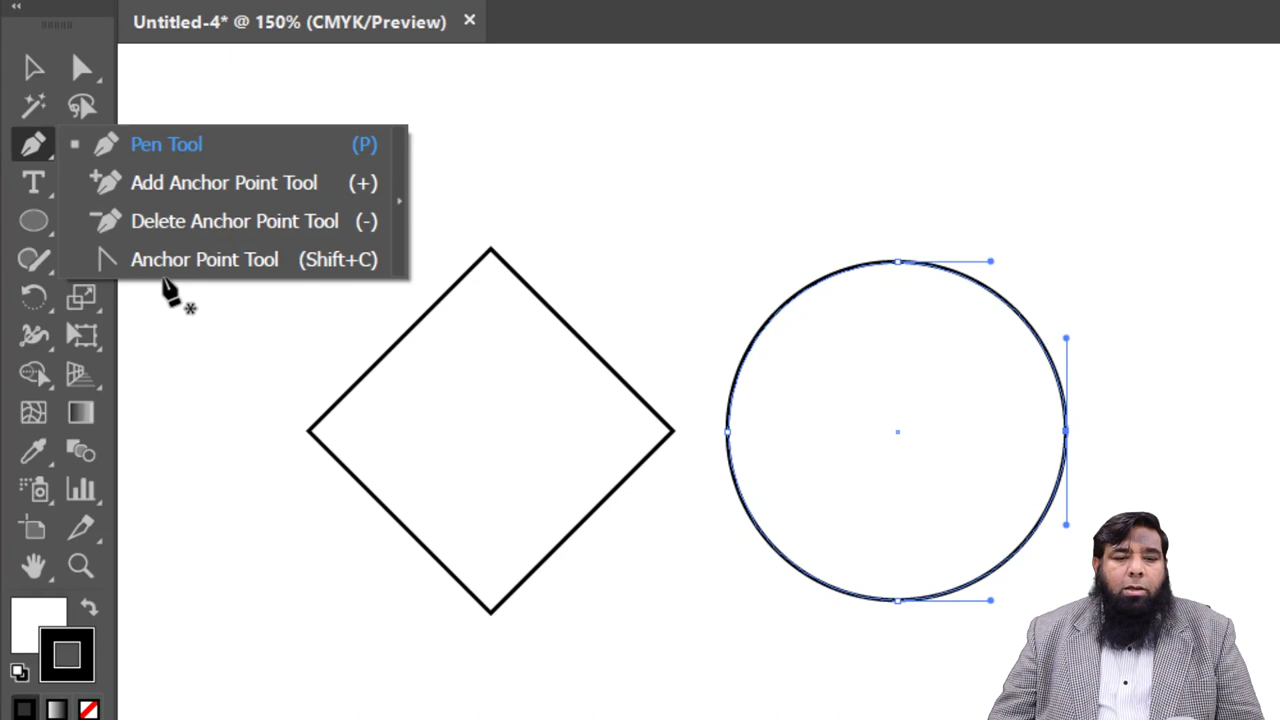 Untitled-4* @ 150% (CMYK/Preview) ×
Pen Tool (P)
Add Anchor Point Tool (+)
Delete Anchor Point Tool (-)
Anchor Point Tool (Shift+C)